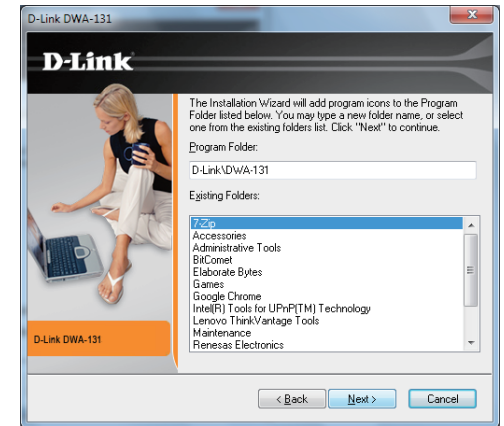 D-Link DWA-131
D-Link
The Installation Wizard will add program icons to the Program
Folder listed below. You may type a new folder name, or select
one from the existing folders list. Click "Next" to continue.
Program Folder:
D-Link\DWA-131
Existing Folders:
7-Zip
Accessories
Administrative Tools
BitComet
Elaborate Bytes
Games
Google Chrome
Intel(R) Tools for UPnP(TM) Technology
Lenovo ThinkVantage Tools
Maintenance
Renesas Electronics
D-Link DWA-131
< Back Next > Cancel